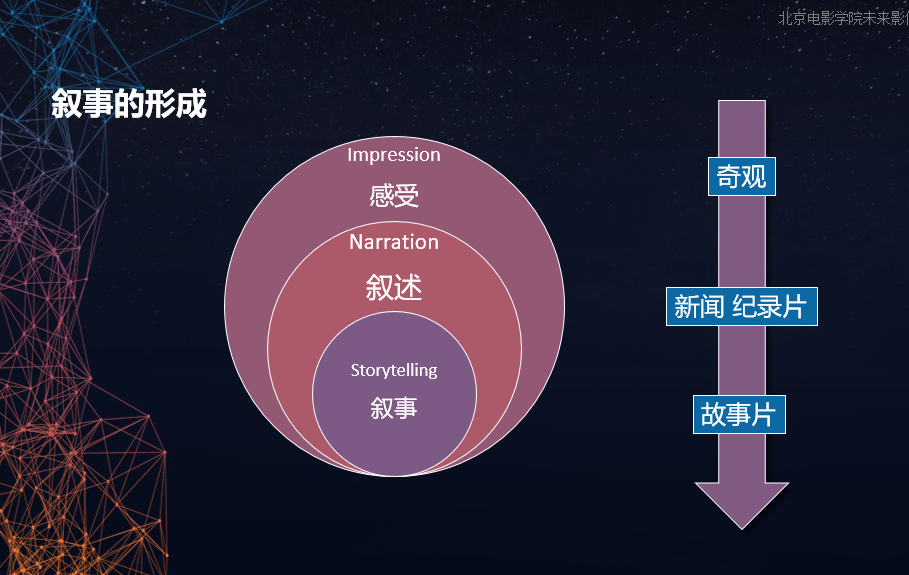 北京电影学院未来影
叙事的形成
Impression
感受
Narration
叙述
Storytelling
叙事
奇观
新闻 纪录片
故事片